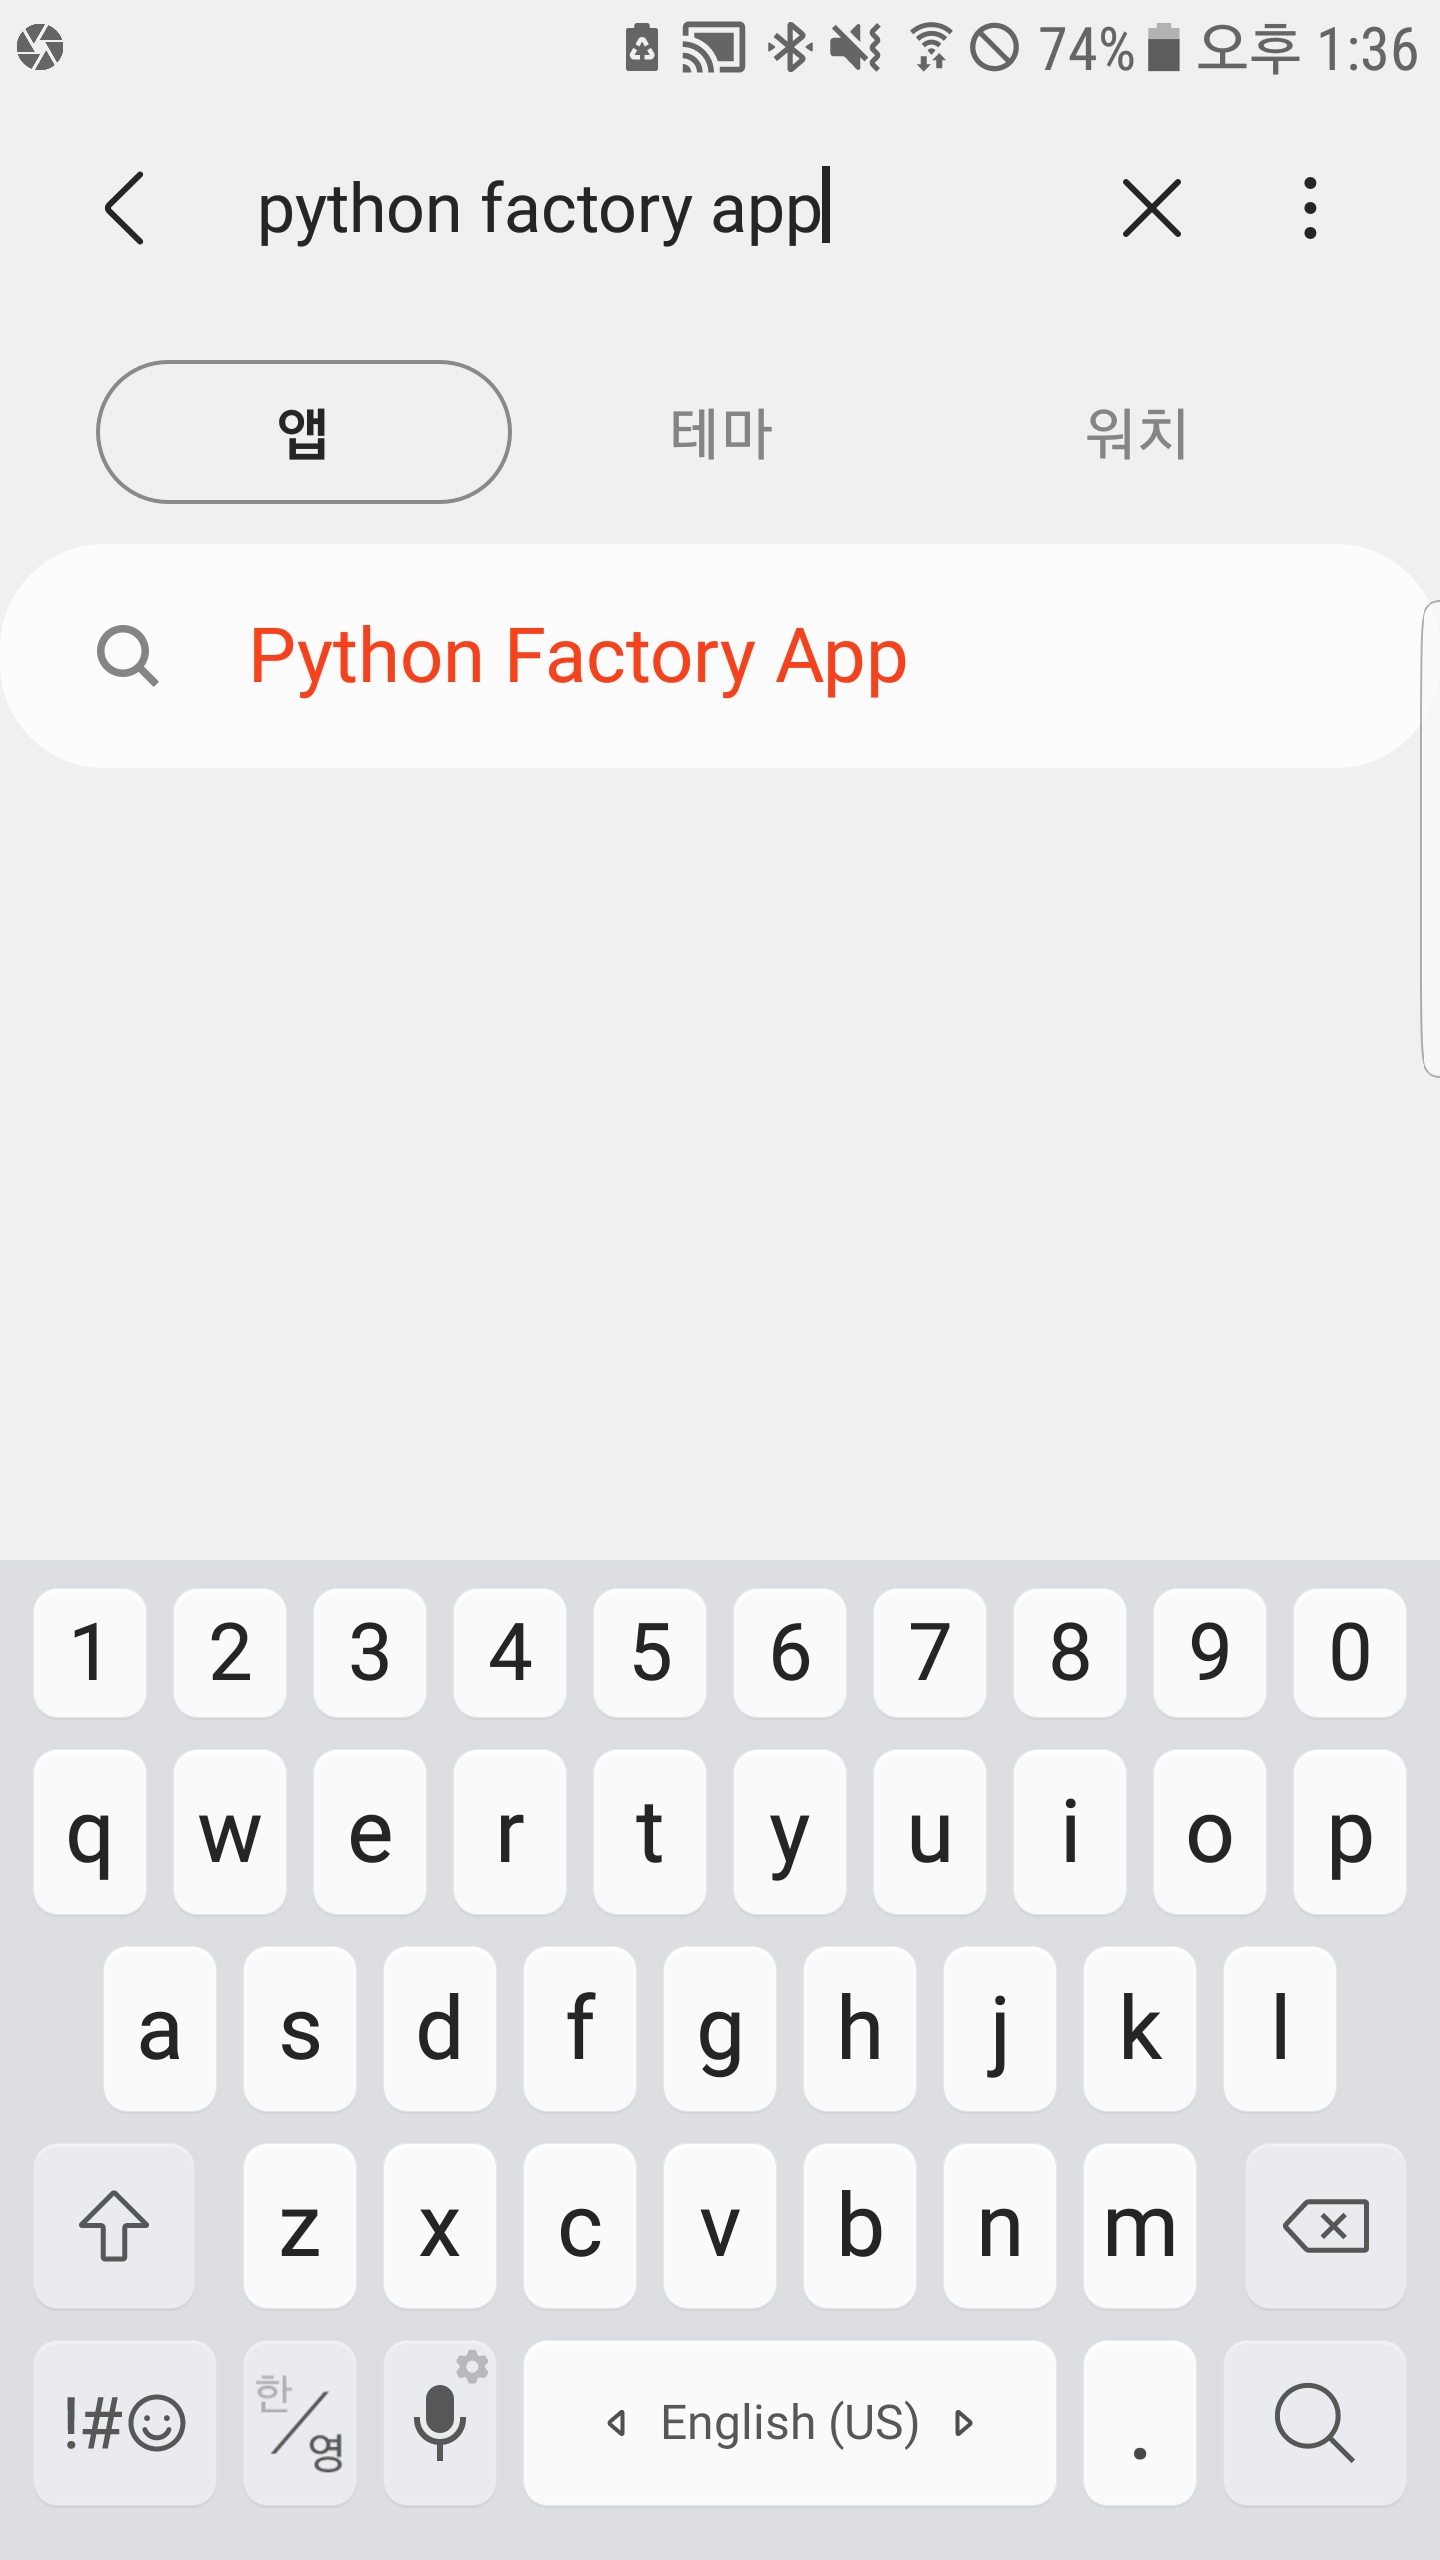 74% 오후 1:36
python factory app
앱 테마 워치
Python Factory App
1 2 3 4 5 6 7 8 9 0
q w e r t y u i o p
a s d f g h j k l
z x c v b n m
!# 한/영 English (US) .